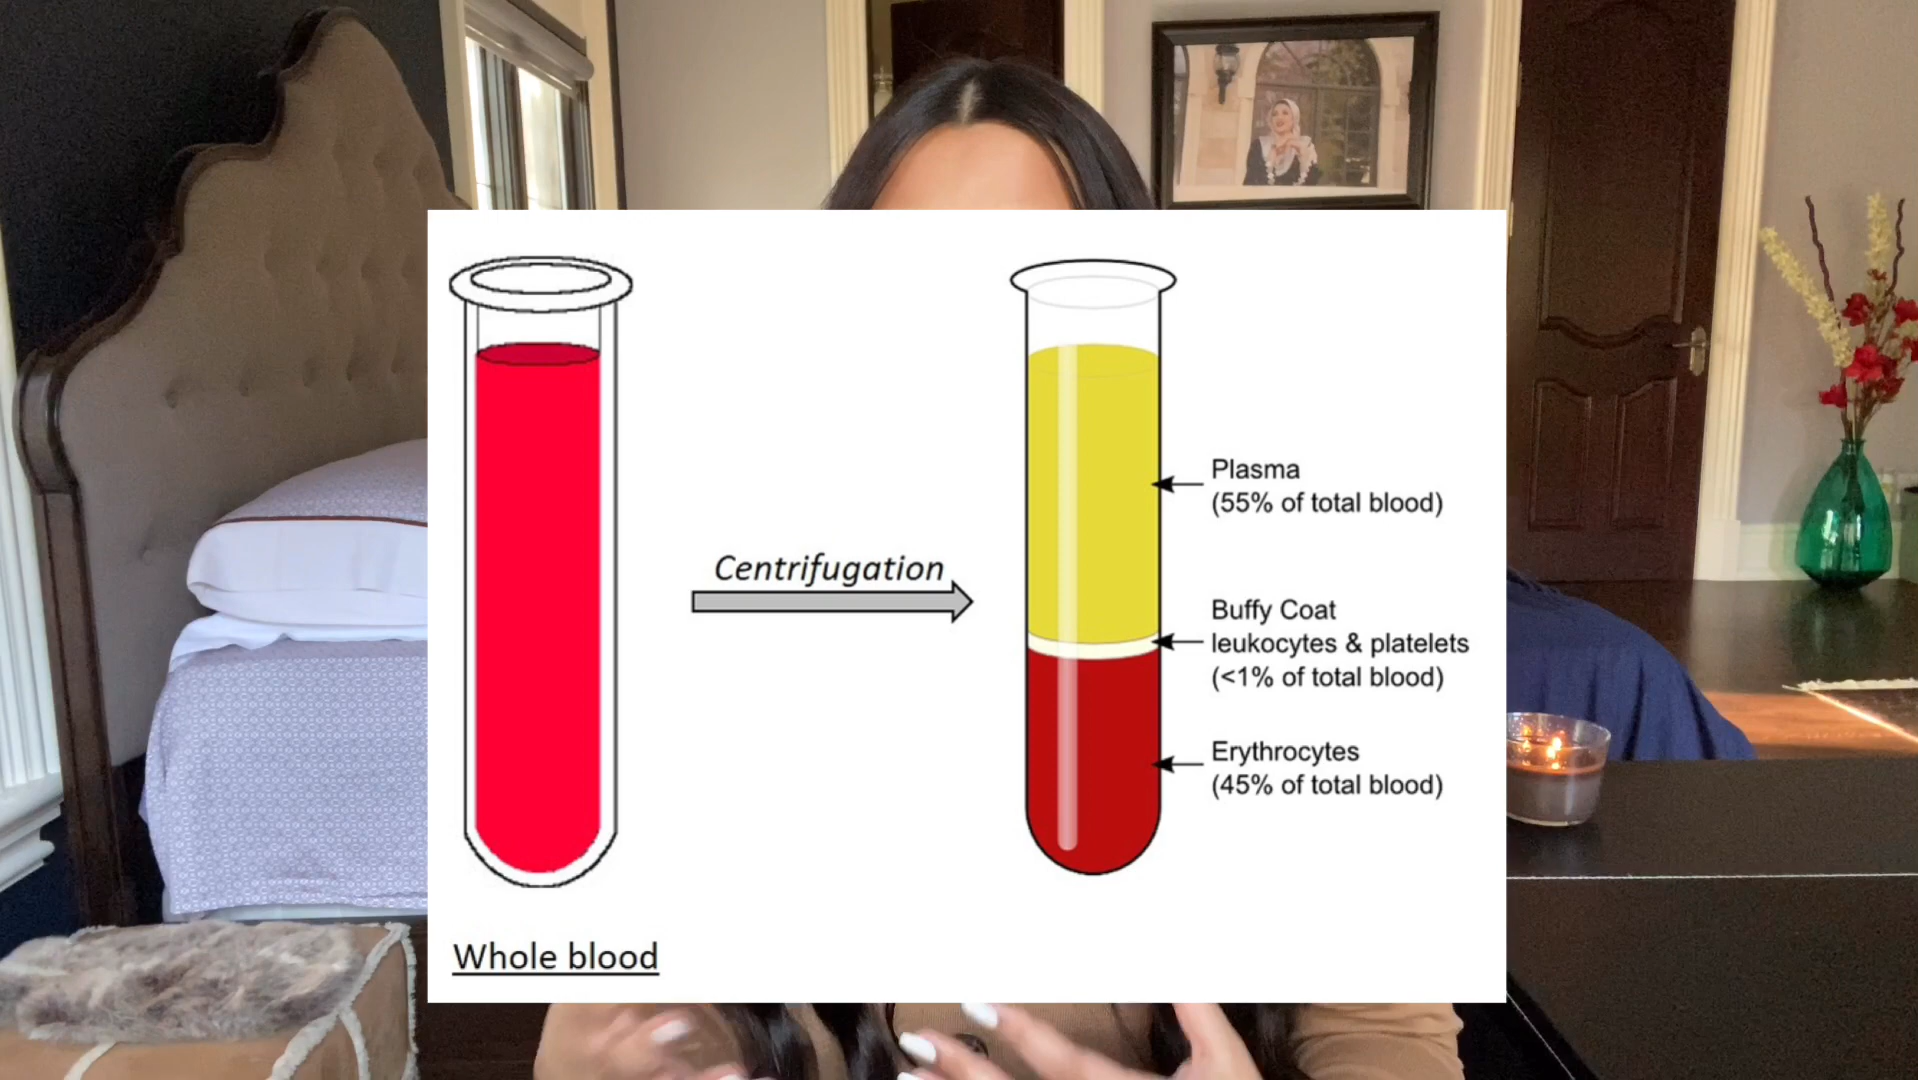 Centrifugation
Plasma
(55% of total blood)
Buffy Coat
leukocytes & platelets
(<1% of total blood)
Erythrocytes
(45% of total blood)
Whole blood